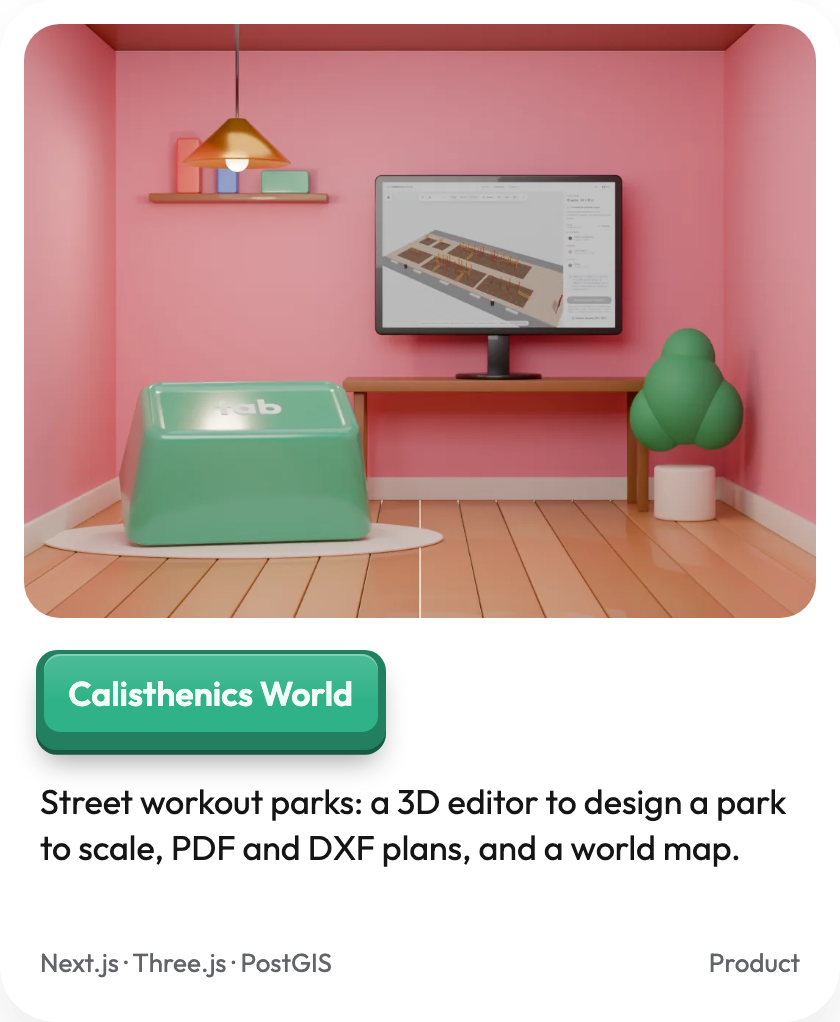 tab
Calisthenics World
Street workout parks: a 3D editor to design a park
to scale, PDF and DXF plans, and a world map.
Next.js · Three.js · PostGIS
Product